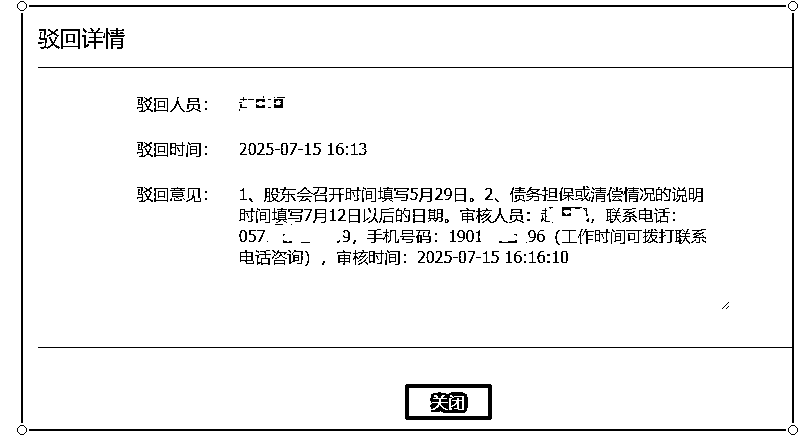 驳回详情
驳回人员：
驳回时间： 2025-07-15 16:13
驳回意见： 1、股东会召开时间填写5月29日。2、债务担保或清偿情况的说明
时间填写7月12日以后的日期。审核人员：赵 ，联系电话：
057 9，手机号码：1901 96（工作时间可拨打联系
电话咨询），审核时间：2025-07-15 16:16:10
关闭